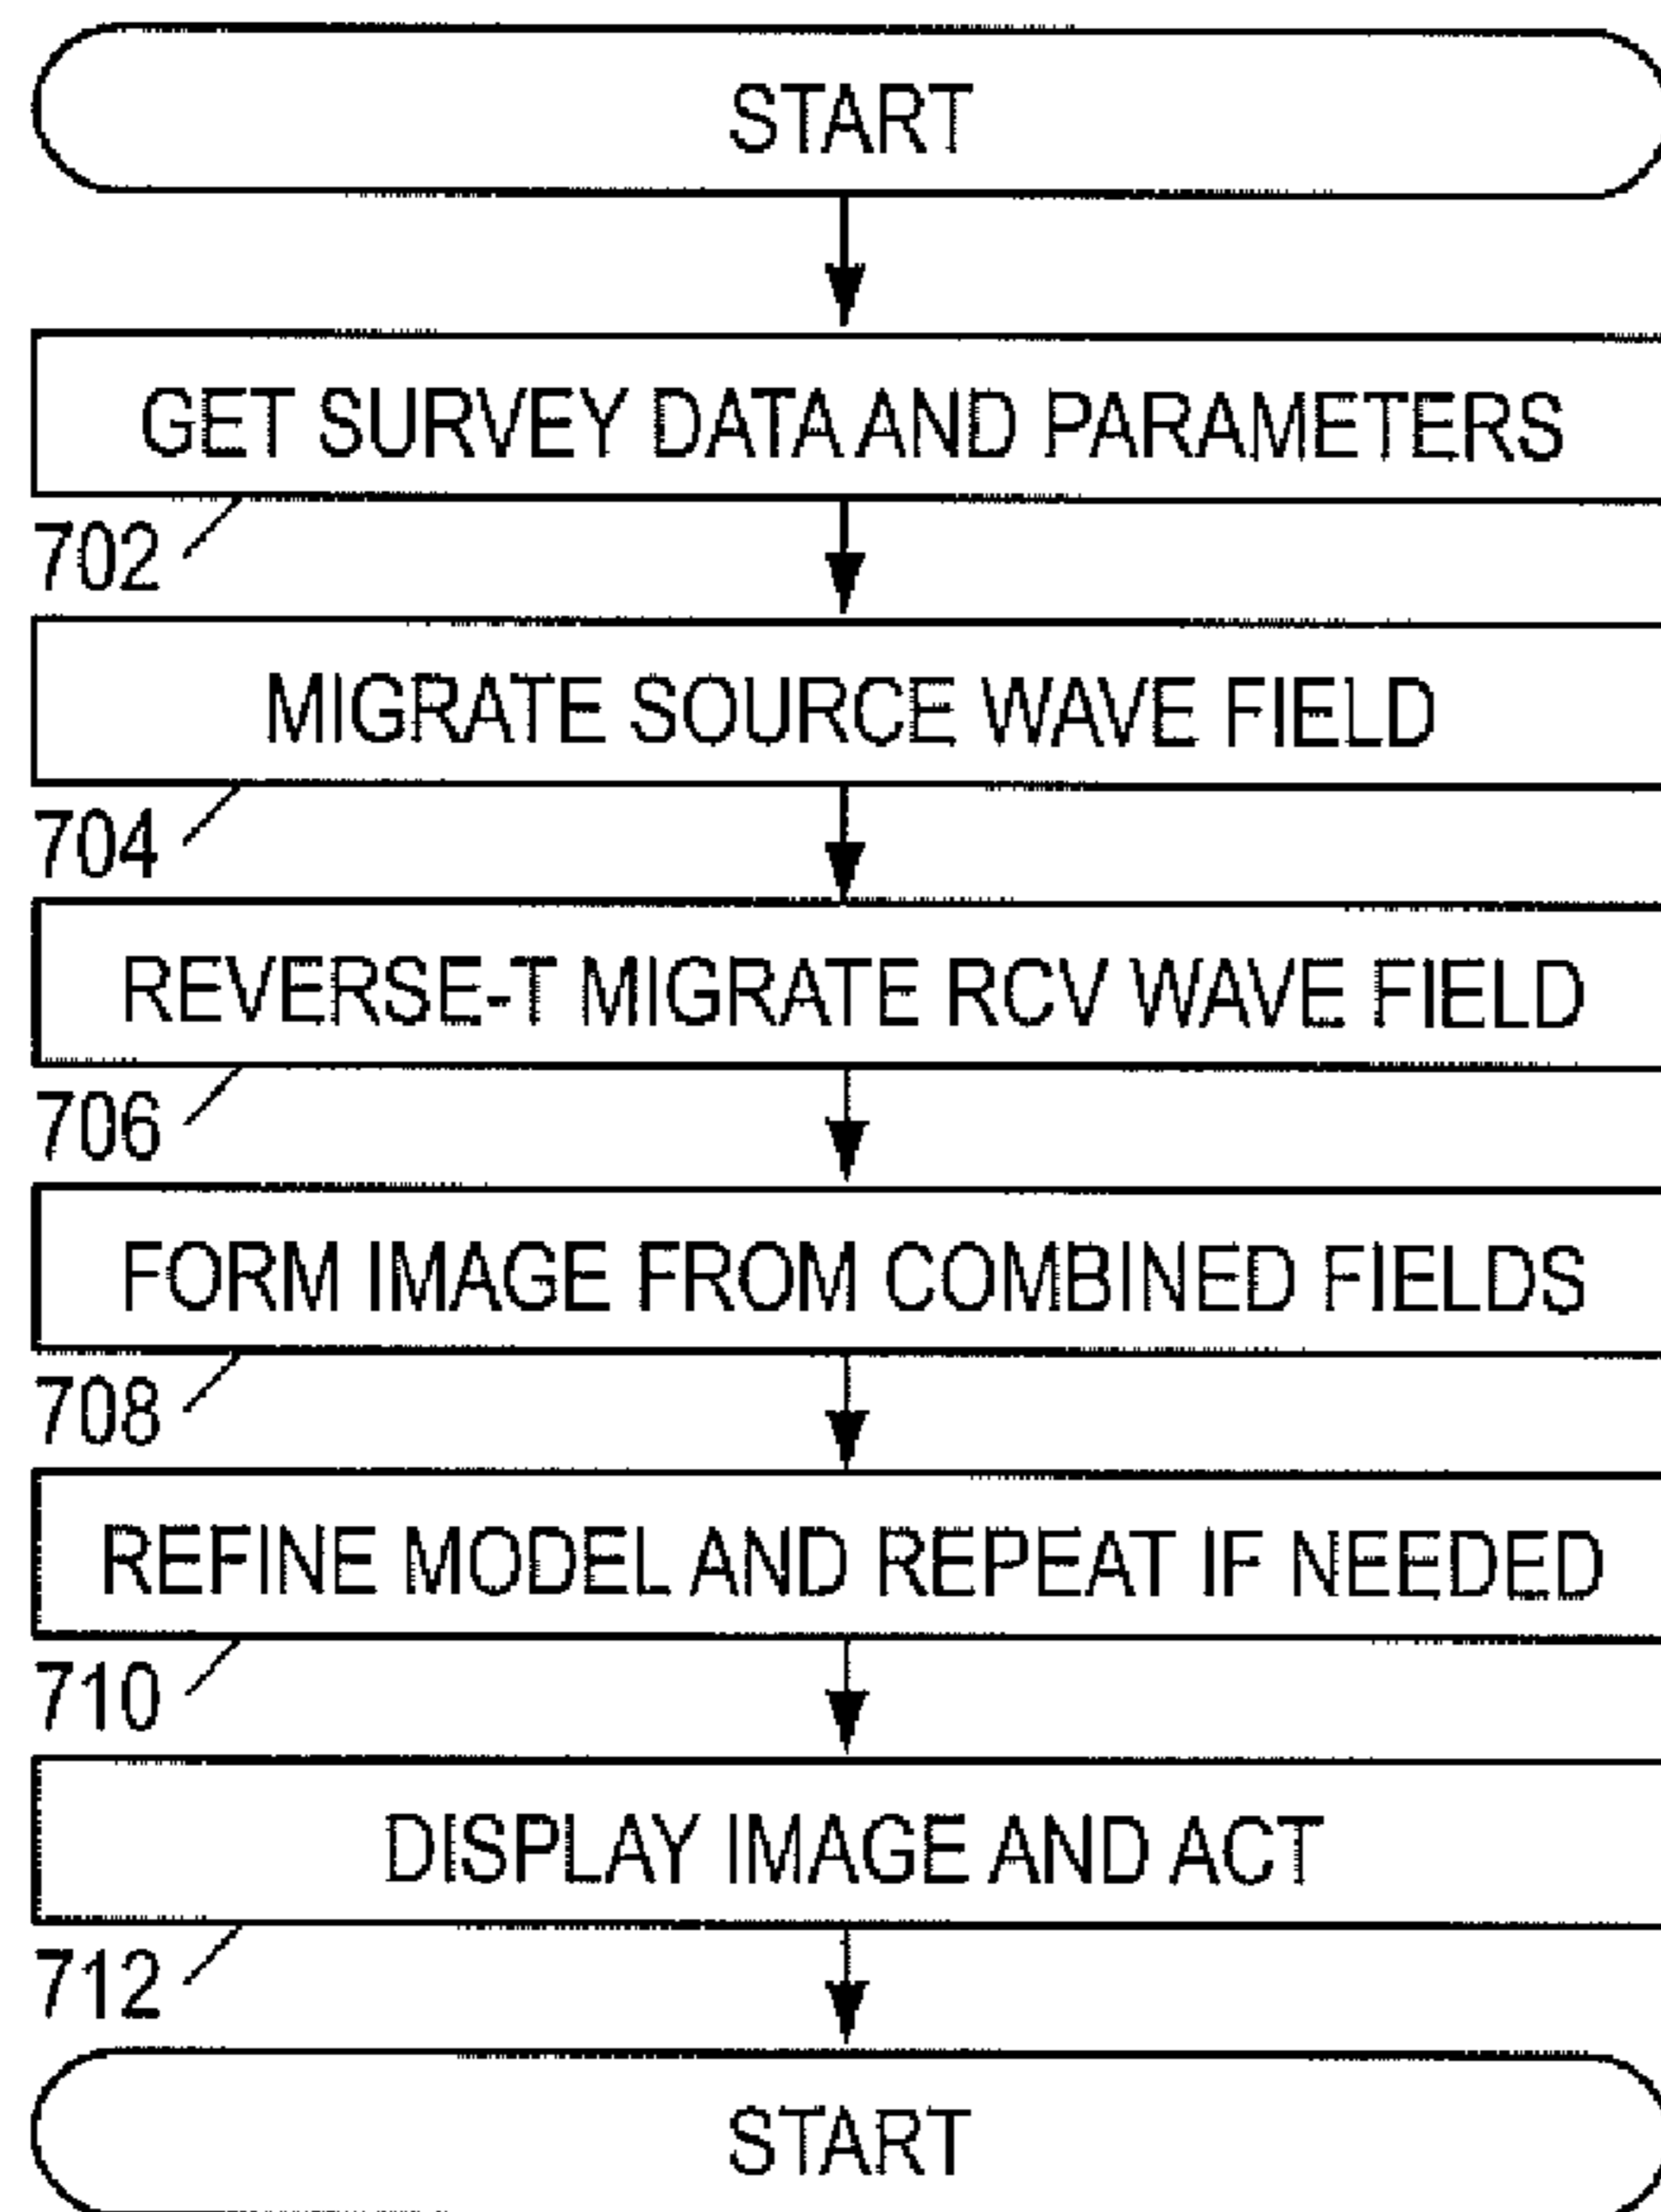 START
GET SURVEY DATA AND PARAMETERS
702
MIGRATE SOURCE WAVE FIELD
704
REVERSE-T MIGRATE RCV WAVE FIELD
706
FORM IMAGE FROM COMBINED FIELDS
708
REFINE MODEL AND REPEAT IF NEEDED
710
DISPLAY IMAGE AND ACT
712
START